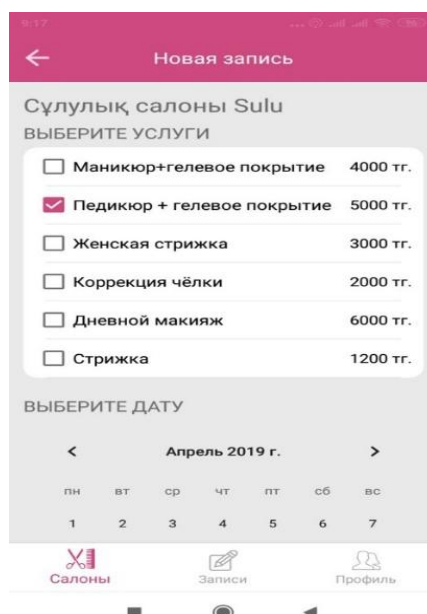 9:17
Новая запись
Сұлулық салоны Sulu
ВЫБЕРИТЕ УСЛУГИ
Маникюр+гелевое покрытие 4000 тг.
Педикюр + гелевое покрытие 5000 тг.
Женская стрижка 3000 тг.
Коррекция чёлки 2000 тг.
Дневной макияж 6000 тг.
Стрижка 1200 тг.
ВЫБЕРИТЕ ДАТУ
< Апрель 2019 г. >
пн вт ср чт пт сб вс
1 2 3 4 5 6 7
Салоны Записи Профиль